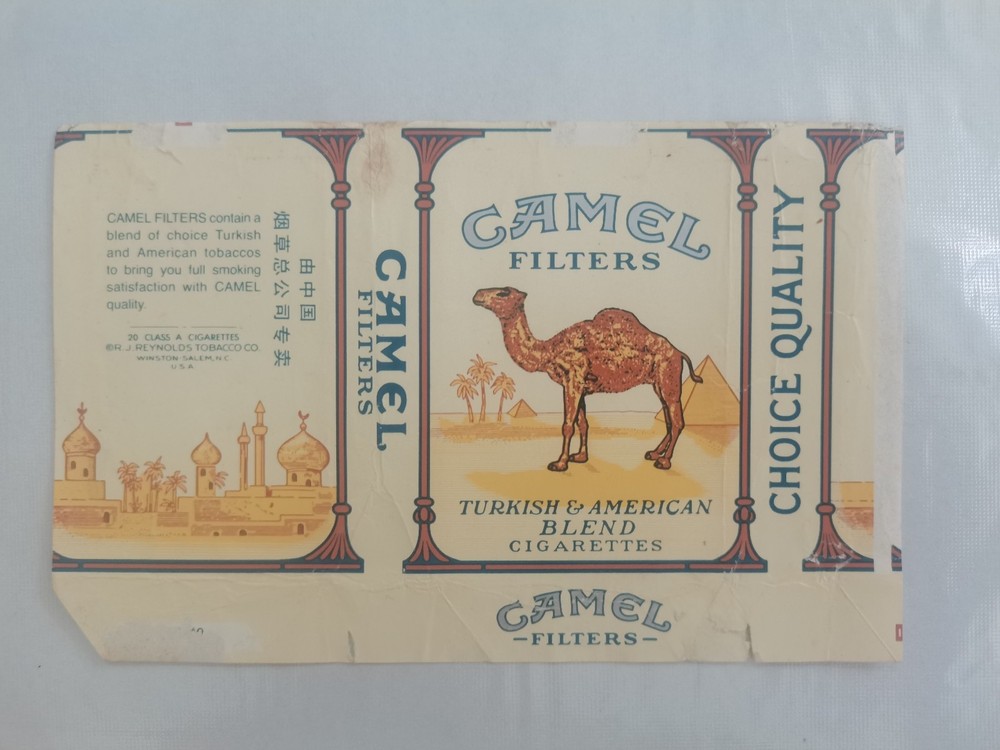 CAMEL FILTERS contain a
blend of choice Turkish
and American tobaccos
to bring you full smoking
satisfaction with CAMEL
quality.
20 CLASS A CIGARETTES
©R.J.REYNOLDS TOBACCO CO.
WINSTON-SALEM, N.C.
U.S.A.
由中国
烟草总公司专卖
CAMEL
FILTERS
CAMEL
FILTERS
TURKISH & AMERICAN
BLEND
CIGARETTES
CHOICE QUALITY
CAMEL
–FILTERS–